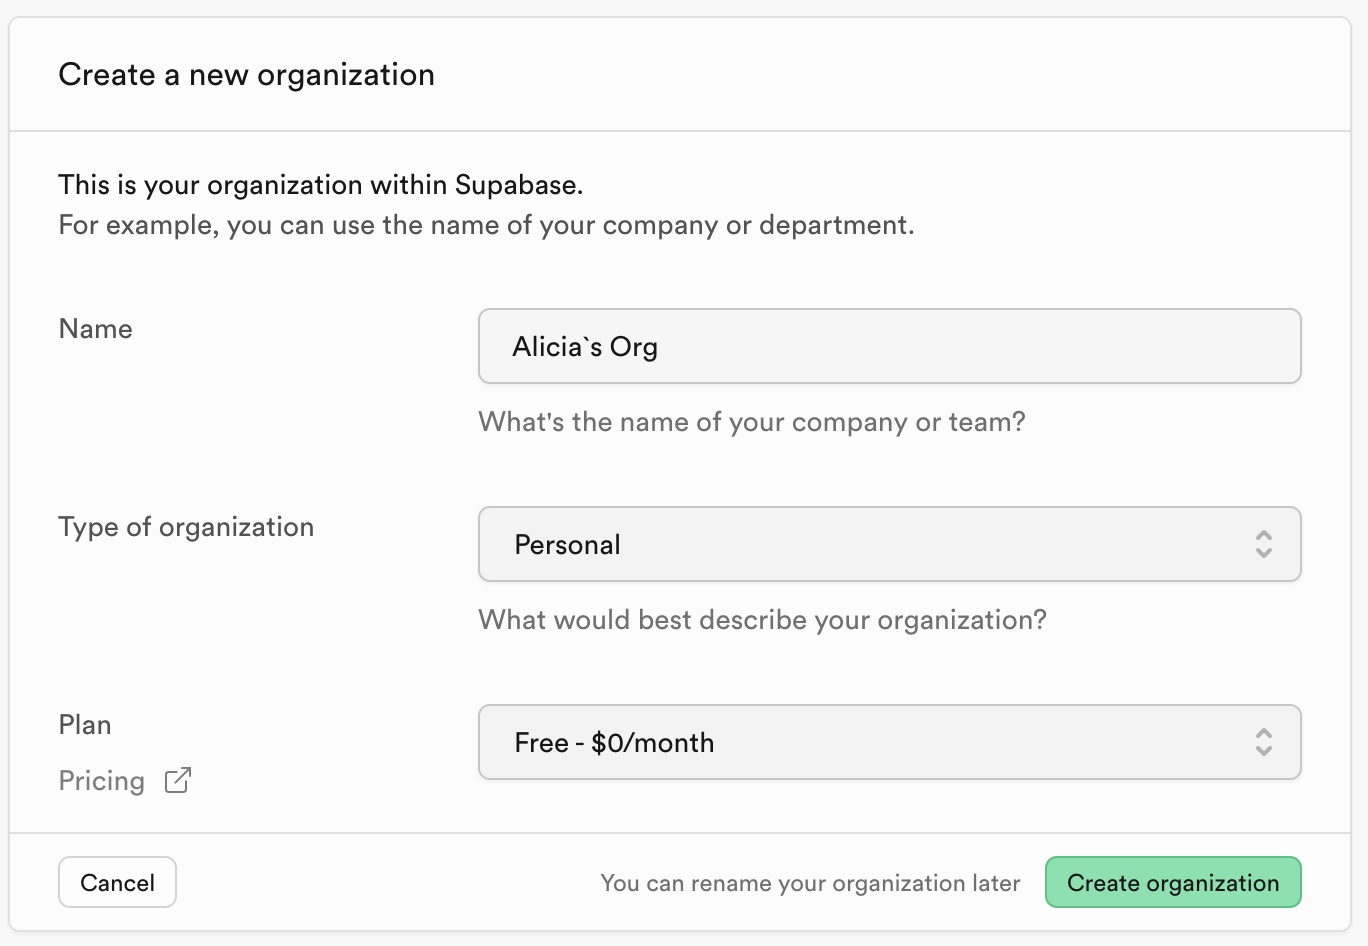 Create a new organization
This is your organization within Supabase.
For example, you can use the name of your company or department.
Name
Alicia`s Org
What's the name of your company or team?
Type of organization
Personal
What would best describe your organization?
Plan
Free - $0/month
Pricing
Cancel
You can rename your organization later
Create organization